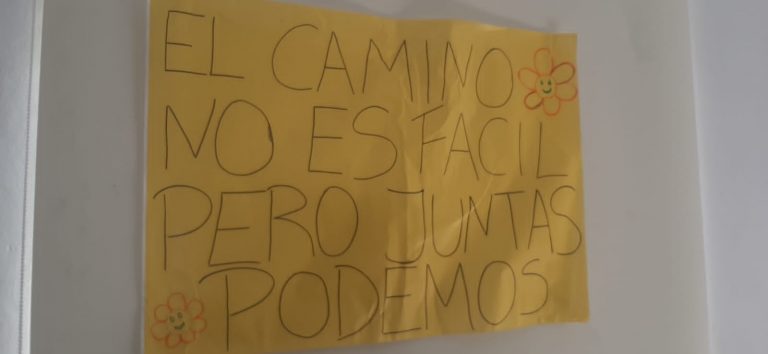 EL CAMINO
NO ES FACIL
PERO JUNTAS
PODEMOS